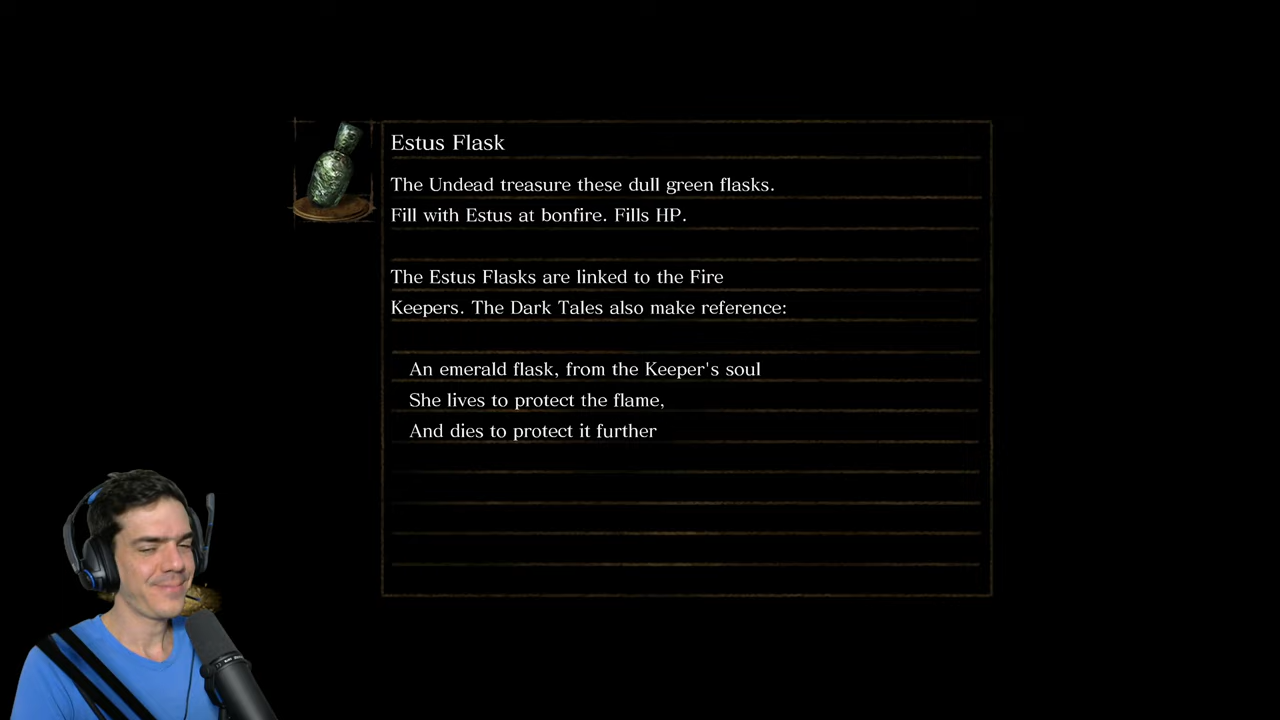 Estus Flask
The Undead treasure these dull green flasks.
Fill with Estus at bonfire. Fills HP.
The Estus Flasks are linked to the Fire
Keepers. The Dark Tales also make reference:
An emerald flask, from the Keeper's soul
She lives to protect the flame,
And dies to protect it further